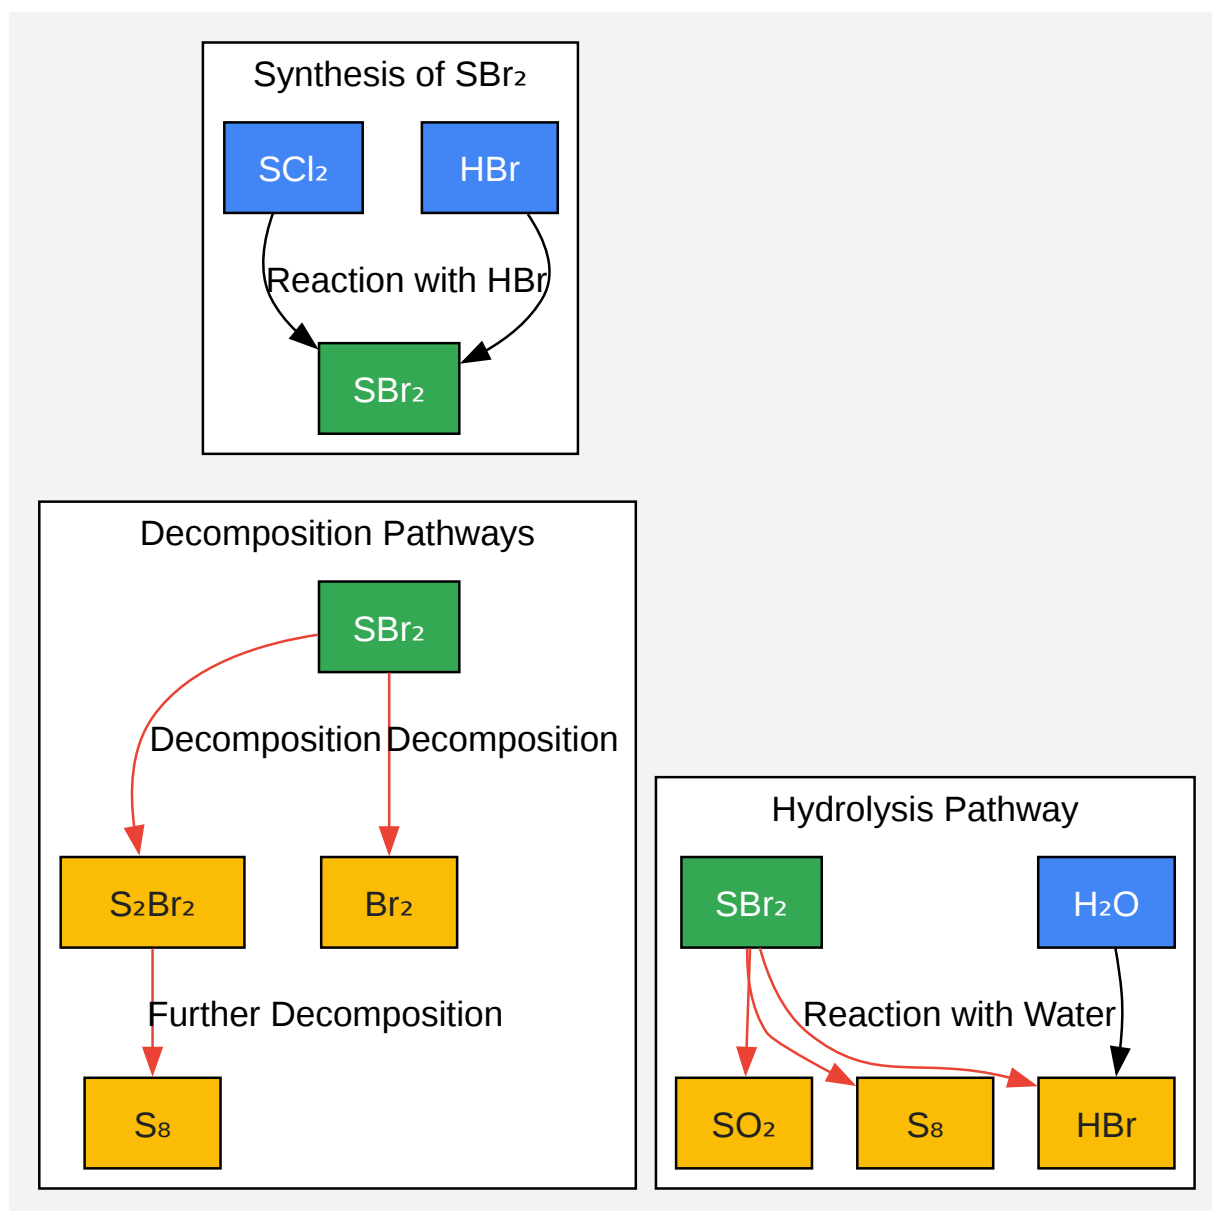 Synthesis of SBr₂
SCl₂
HBr
Reaction with HBr
SBr₂
Decomposition Pathways
SBr₂
Decomposition
Decomposition
S₂Br₂
Br₂
Further Decomposition
S₈
Hydrolysis Pathway
SBr₂
H₂O
Reaction with Water
SO₂
S₈
HBr